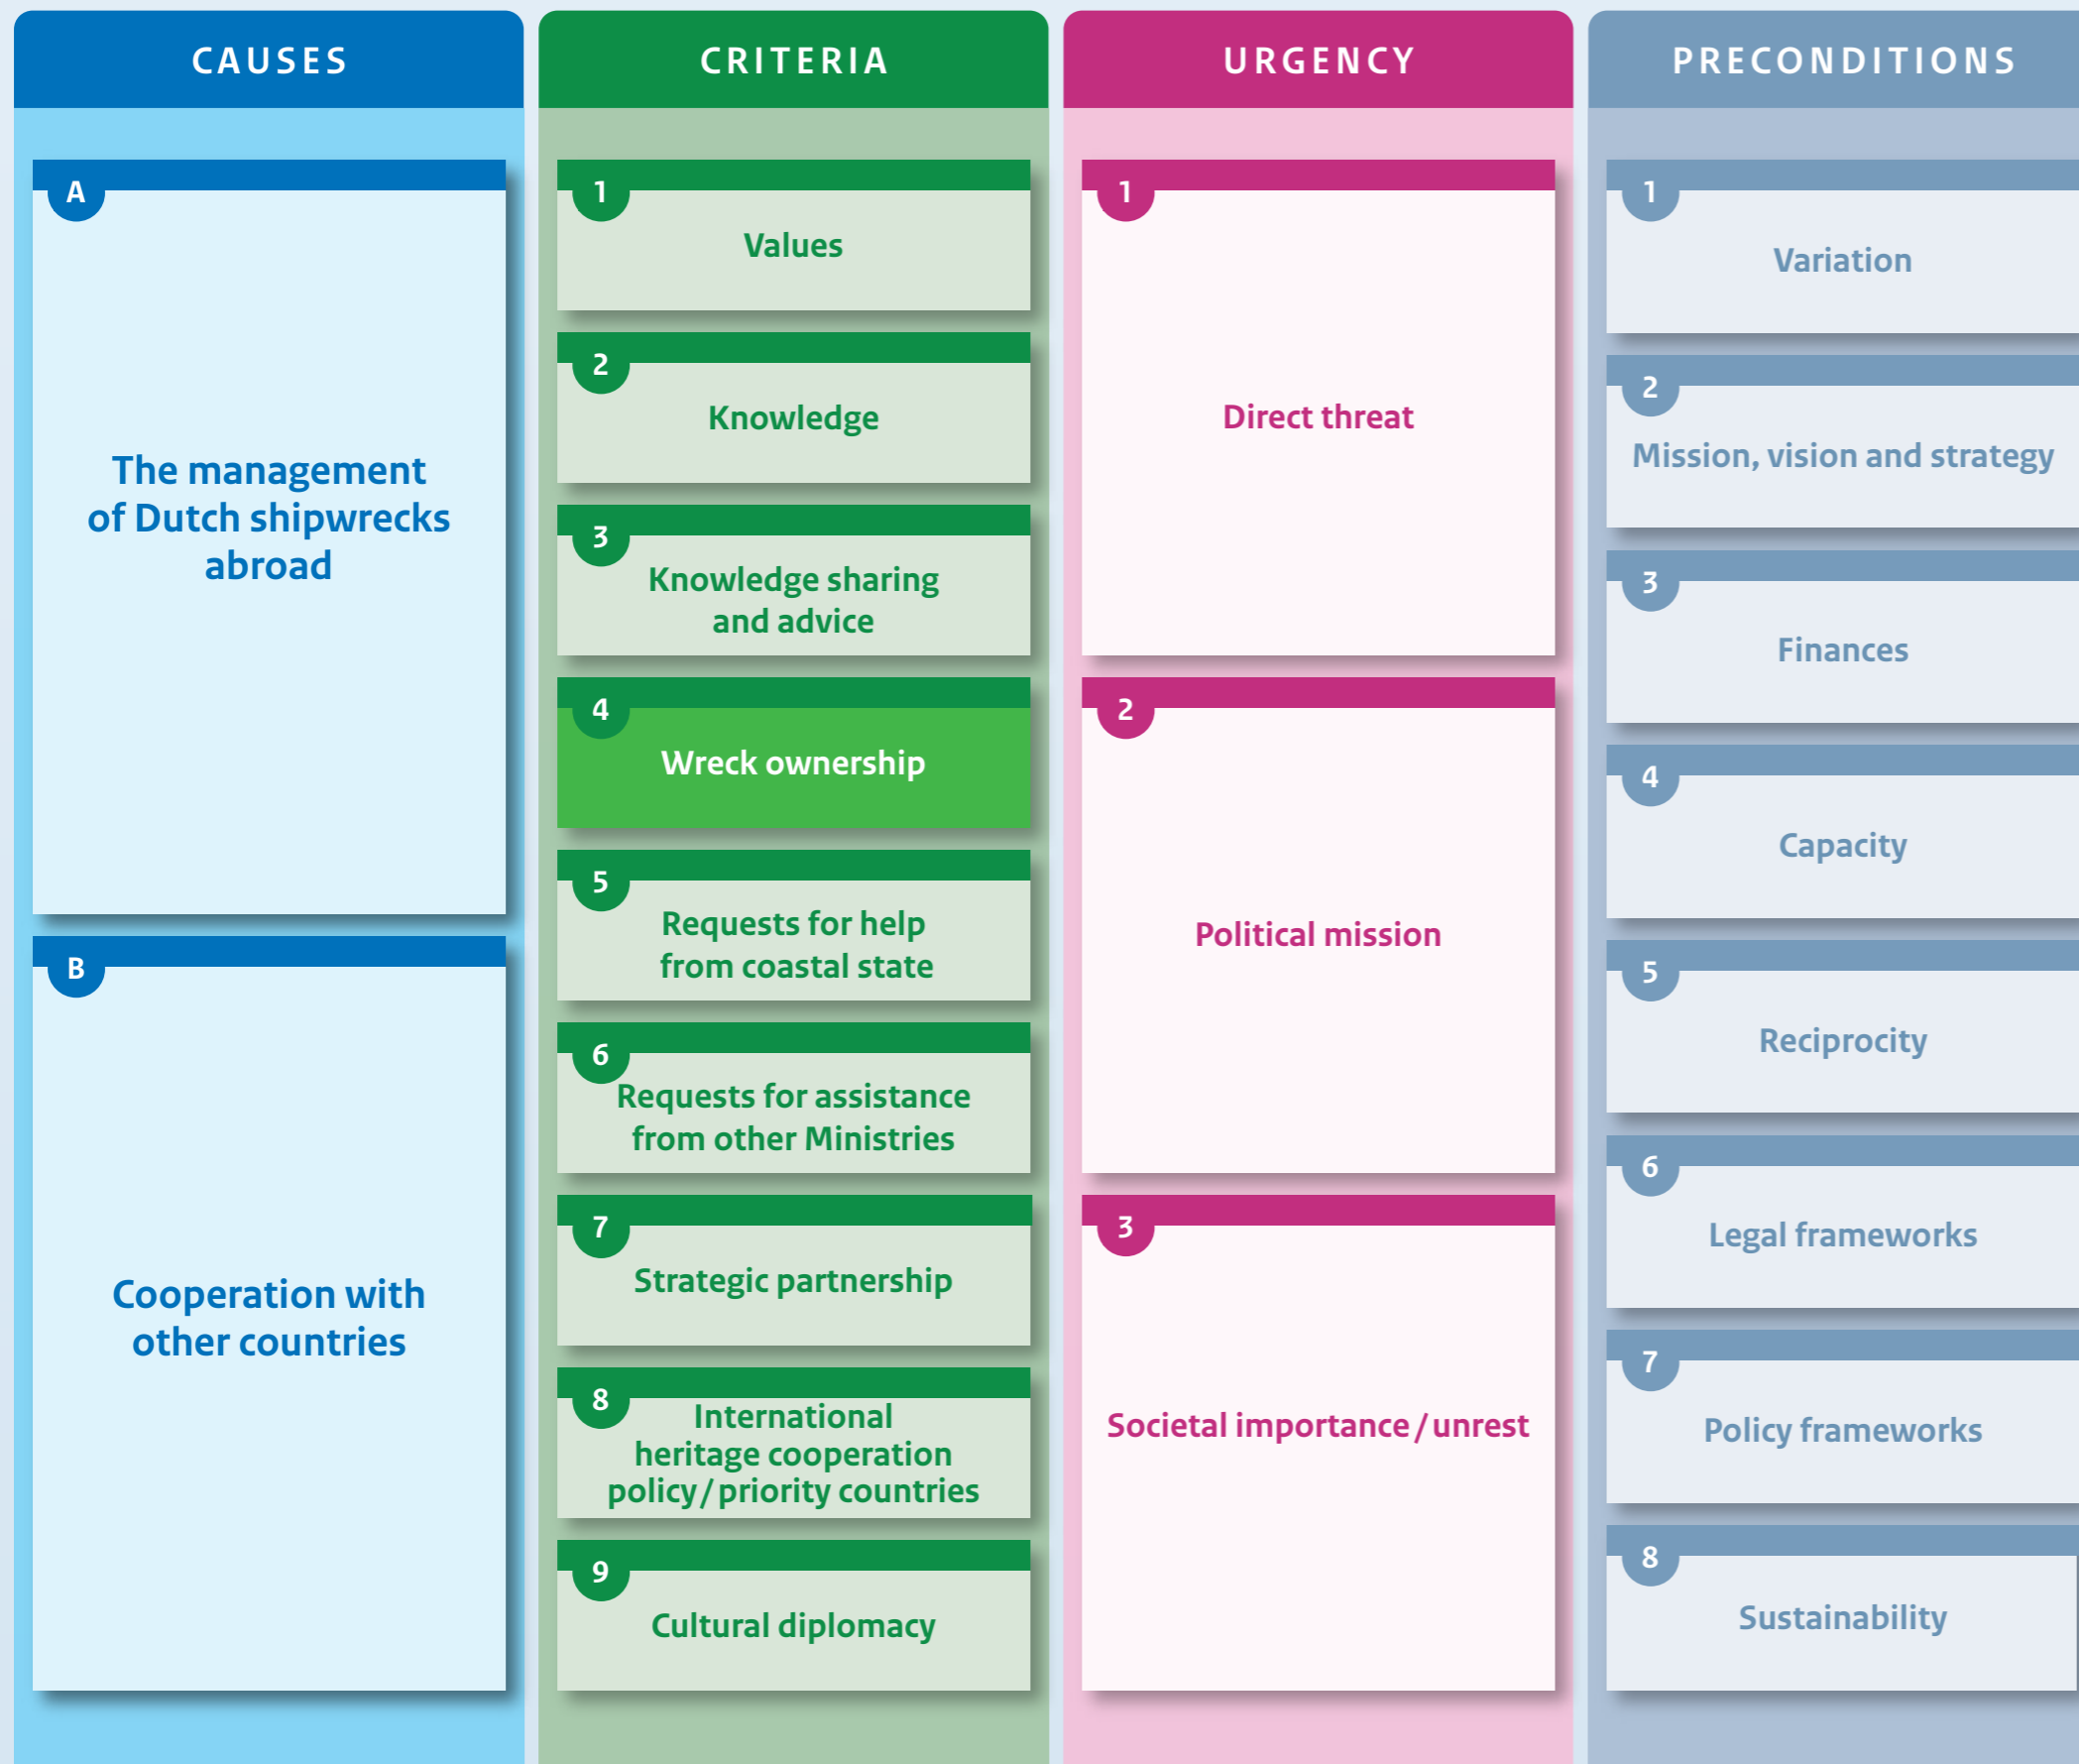 CAUSES
A
The management
of Dutch shipwrecks
abroad
B
Cooperation with
other countries
CRITERIA
1
Values
2
Knowledge
3
Knowledge sharing
and advice
4
Wreck ownership
5
Requests for help
from coastal state
6
Requests for assistance
from other Ministries
7
Strategic partnership
8
International
heritage cooperation
policy/priority countries
9
Cultural diplomacy
URGENCY
1
Direct threat
2
Political mission
3
Societal importance/unrest
PRECONDITIONS
1
Variation
2
Mission, vision and strategy
3
Finances
4
Capacity
5
Reciprocity
6
Legal frameworks
7
Policy frameworks
8
Sustainability